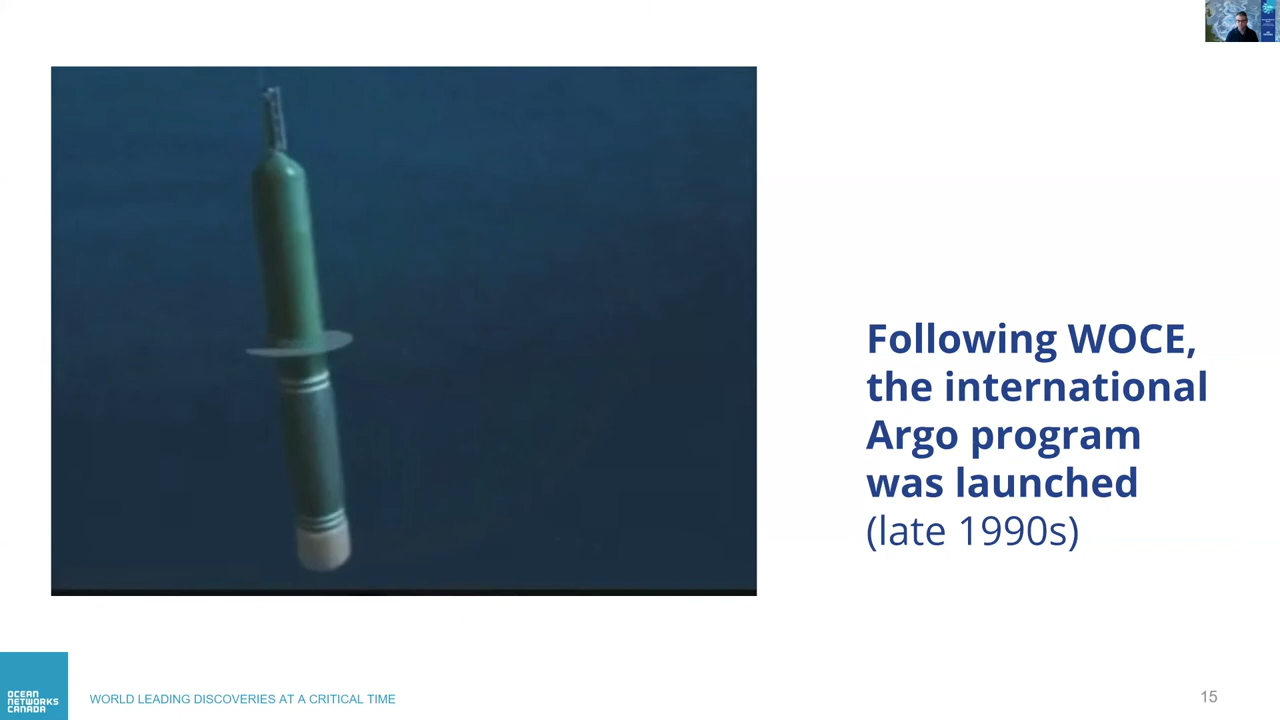 Following WOCE,
the international
Argo program
was launched
(late 1990s)
OCEAN
NETWORKS
CANADA
WORLD LEADING DISCOVERIES AT A CRITICAL TIME
15